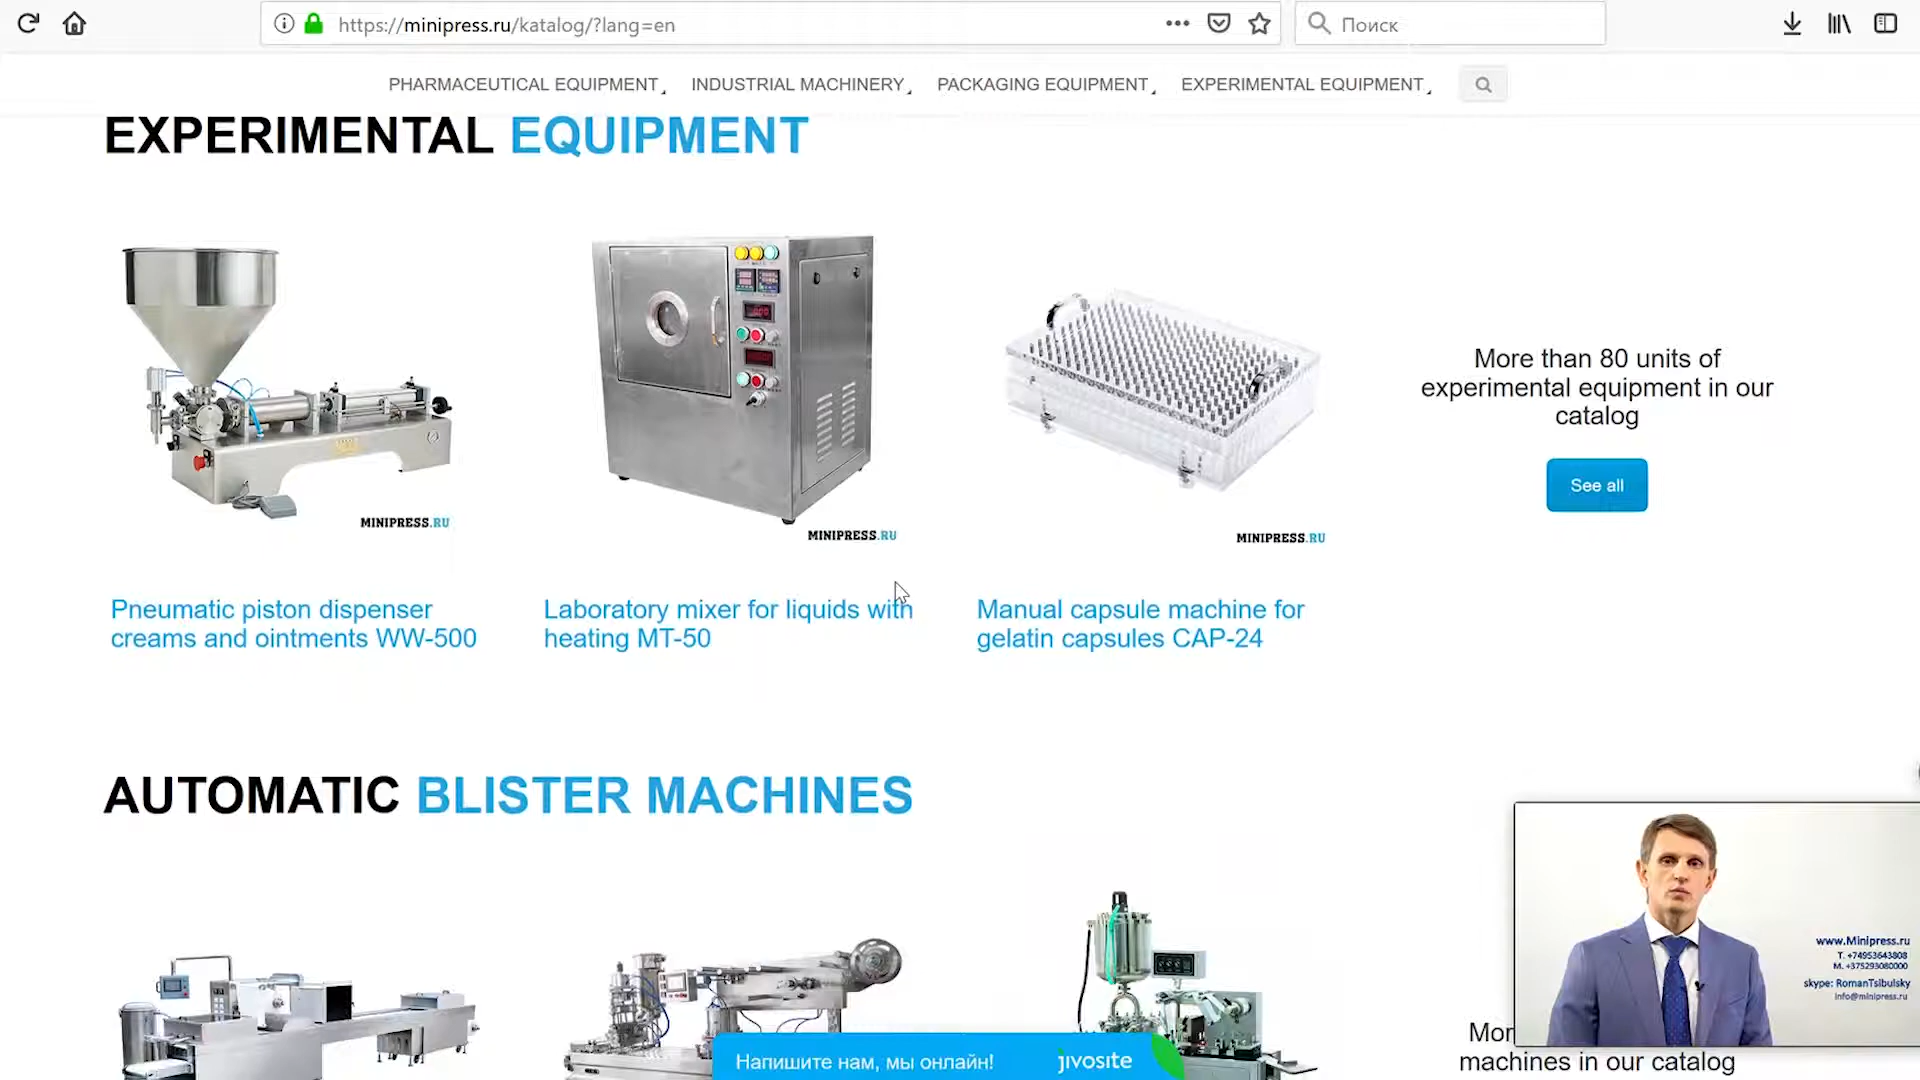 https://minipress.ru/katalog/?lang=en
Поиск
PHARMACEUTICAL EQUIPMENT
INDUSTRIAL MACHINERY
PACKAGING EQUIPMENT
EXPERIMENTAL EQUIPMENT
EXPERIMENTAL EQUIPMENT
MINIPRESS.RU
MINIPRESS.RU
MINIPRESS.RU
More than 80 units of
experimental equipment in our
catalog
See all
Pneumatic piston dispenser
creams and ointments WW-500
Laboratory mixer for liquids with
heating MT-50
Manual capsule machine for
gelatin capsules CAP-24
AUTOMATIC BLISTER MACHINES
www.Minipress.ru
T. +74953643808
M. +375293080000
skype: RomanTsibulsky
info@minipress.ru
Mor
machines in our catalog
Напишите нам, мы онлайн!
jivosite